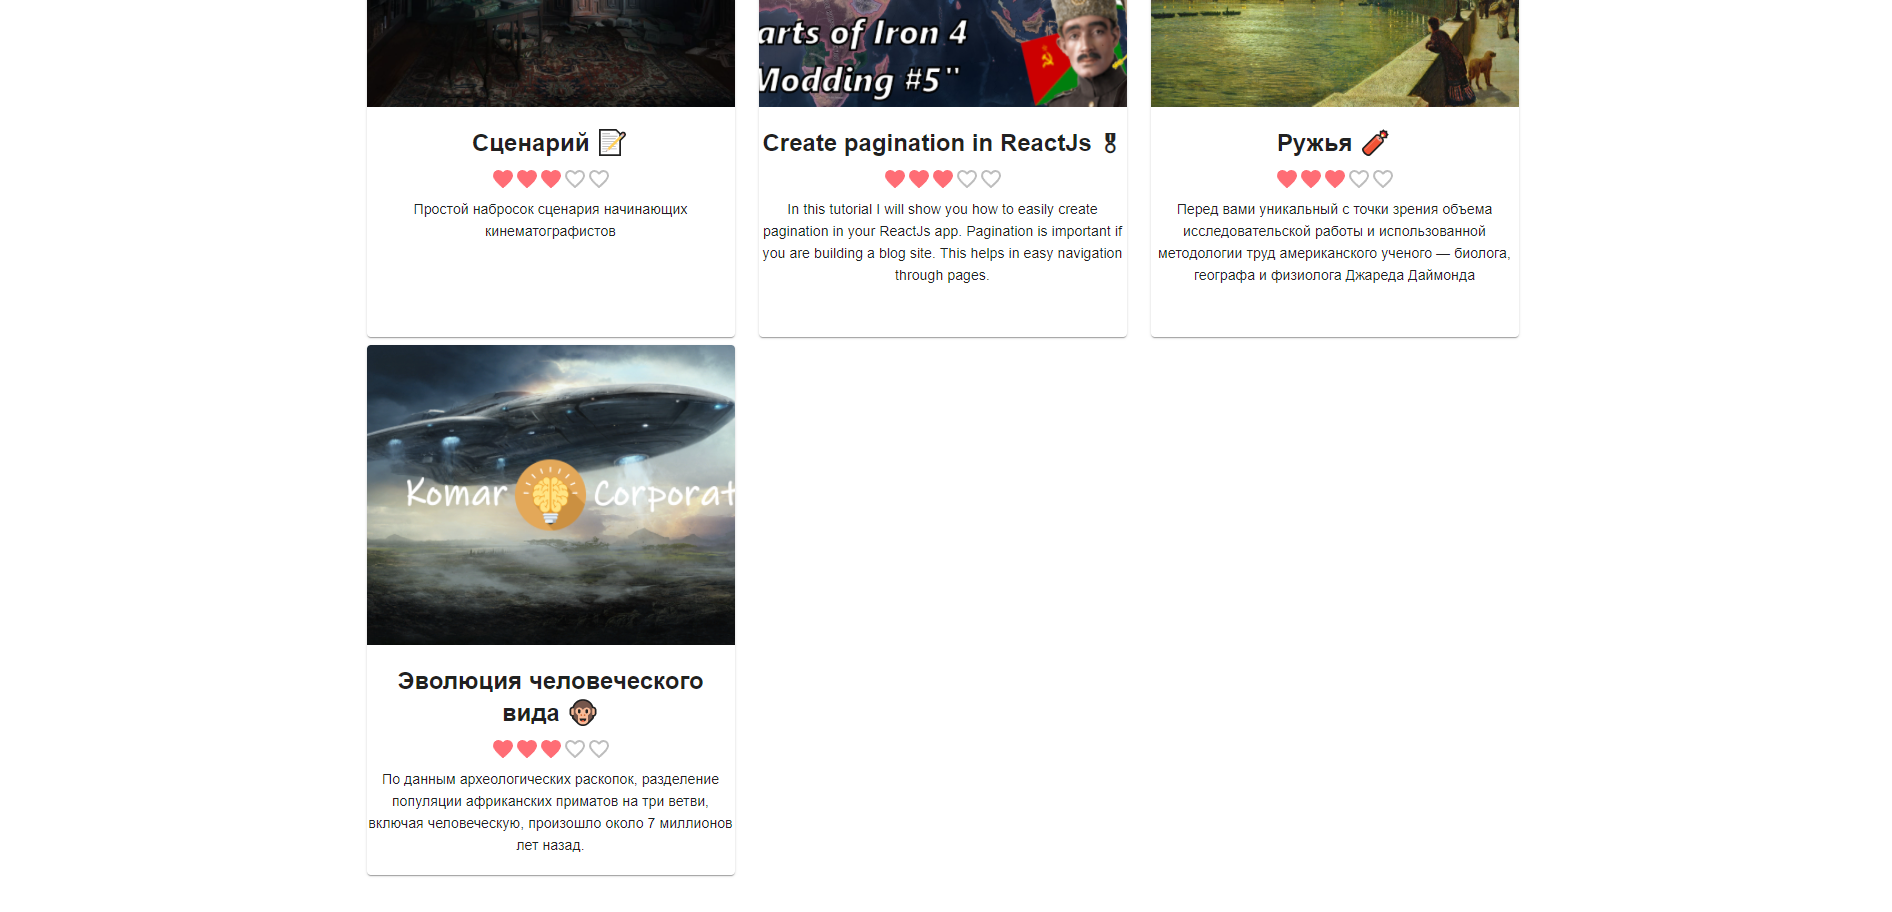 arts of Iron 4
Modding #5"
Сценарий 📝
Простой набросок сценария начинающих
кинематографистов
Create pagination in ReactJs 🎖
In this tutorial I will show you how to easily create
pagination in your ReactJs app. Pagination is important if
you are building a blog site. This helps in easy navigation
through pages.
Ружья 🧨
Перед вами уникальный с точки зрения объема
исследовательской работы и использованной
методологии труд американского ученого — биолога,
географа и физиолога Джареда Даймонда
Komar Corporat
Эволюция человеческого
вида 🐵
По данным археологических раскопок, разделение
популяции африканских приматов на три ветви,
включая человеческую, произошло около 7 миллионов
лет назад.